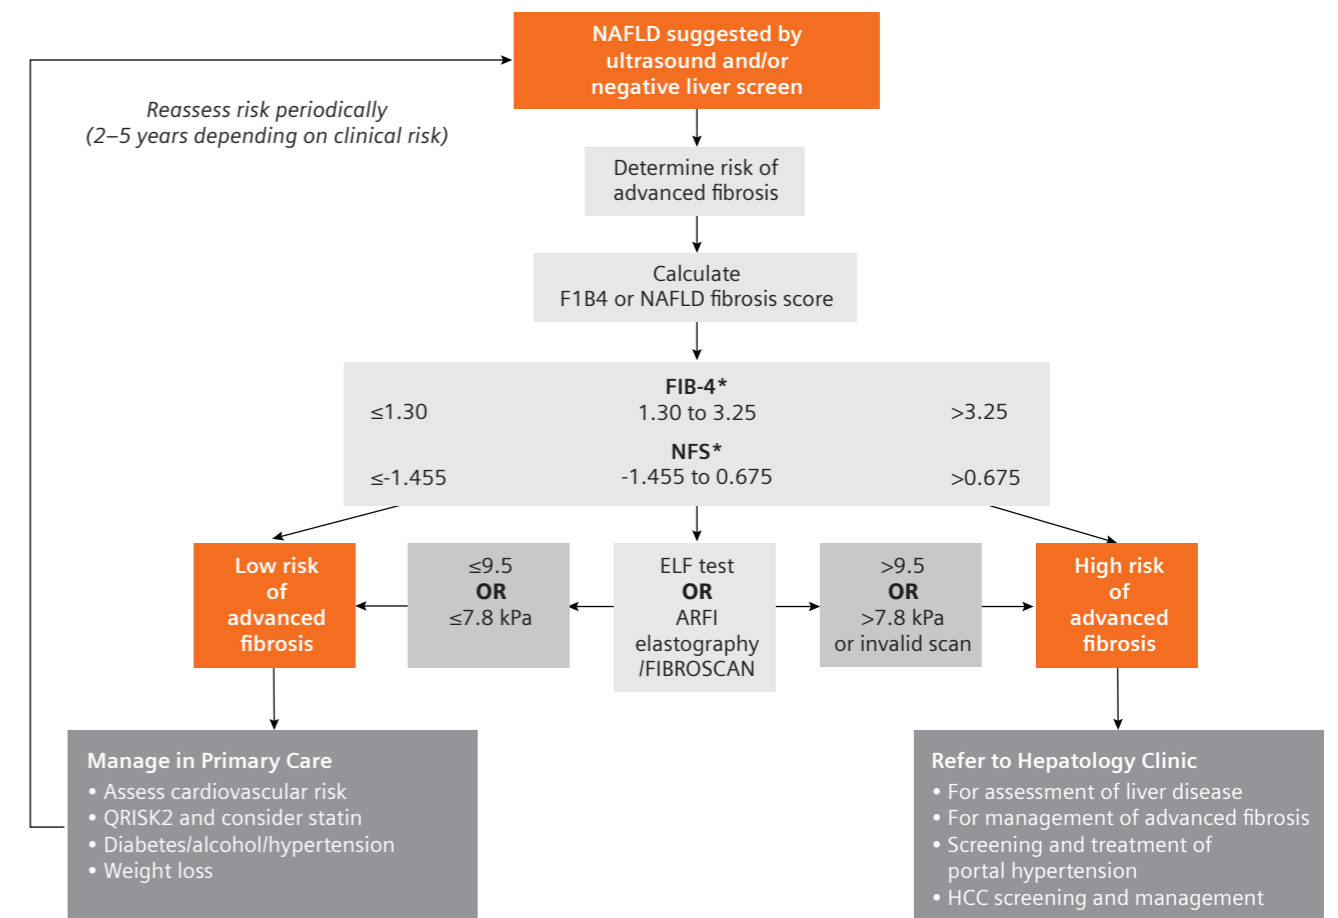 NAFLD suggested by
ultrasound and/or
negative liver screen
Reassess risk periodically
(2–5 years depending on clinical risk)
Determine risk of
advanced fibrosis
Calculate
F1B4 or NAFLD fibrosis score
FIB-4*
≤1.30 1.30 to 3.25 >3.25
NFS*
≤-1.455 -1.455 to 0.675 >0.675
Low risk
of
advanced
fibrosis
≤9.5
OR
≤7.8 kPa
ELF test
OR
ARFI
elastography
/FIBROSCAN
>9.5
OR
>7.8 kPa
or invalid scan
High risk
of
advanced
fibrosis
Manage in Primary Care
• Assess cardiovascular risk
• QRISK2 and consider statin
• Diabetes/alcohol/hypertension
• Weight loss
Refer to Hepatology Clinic
• For assessment of liver disease
• For management of advanced fibrosis
• Screening and treatment of
portal hypertension
• HCC screening and management